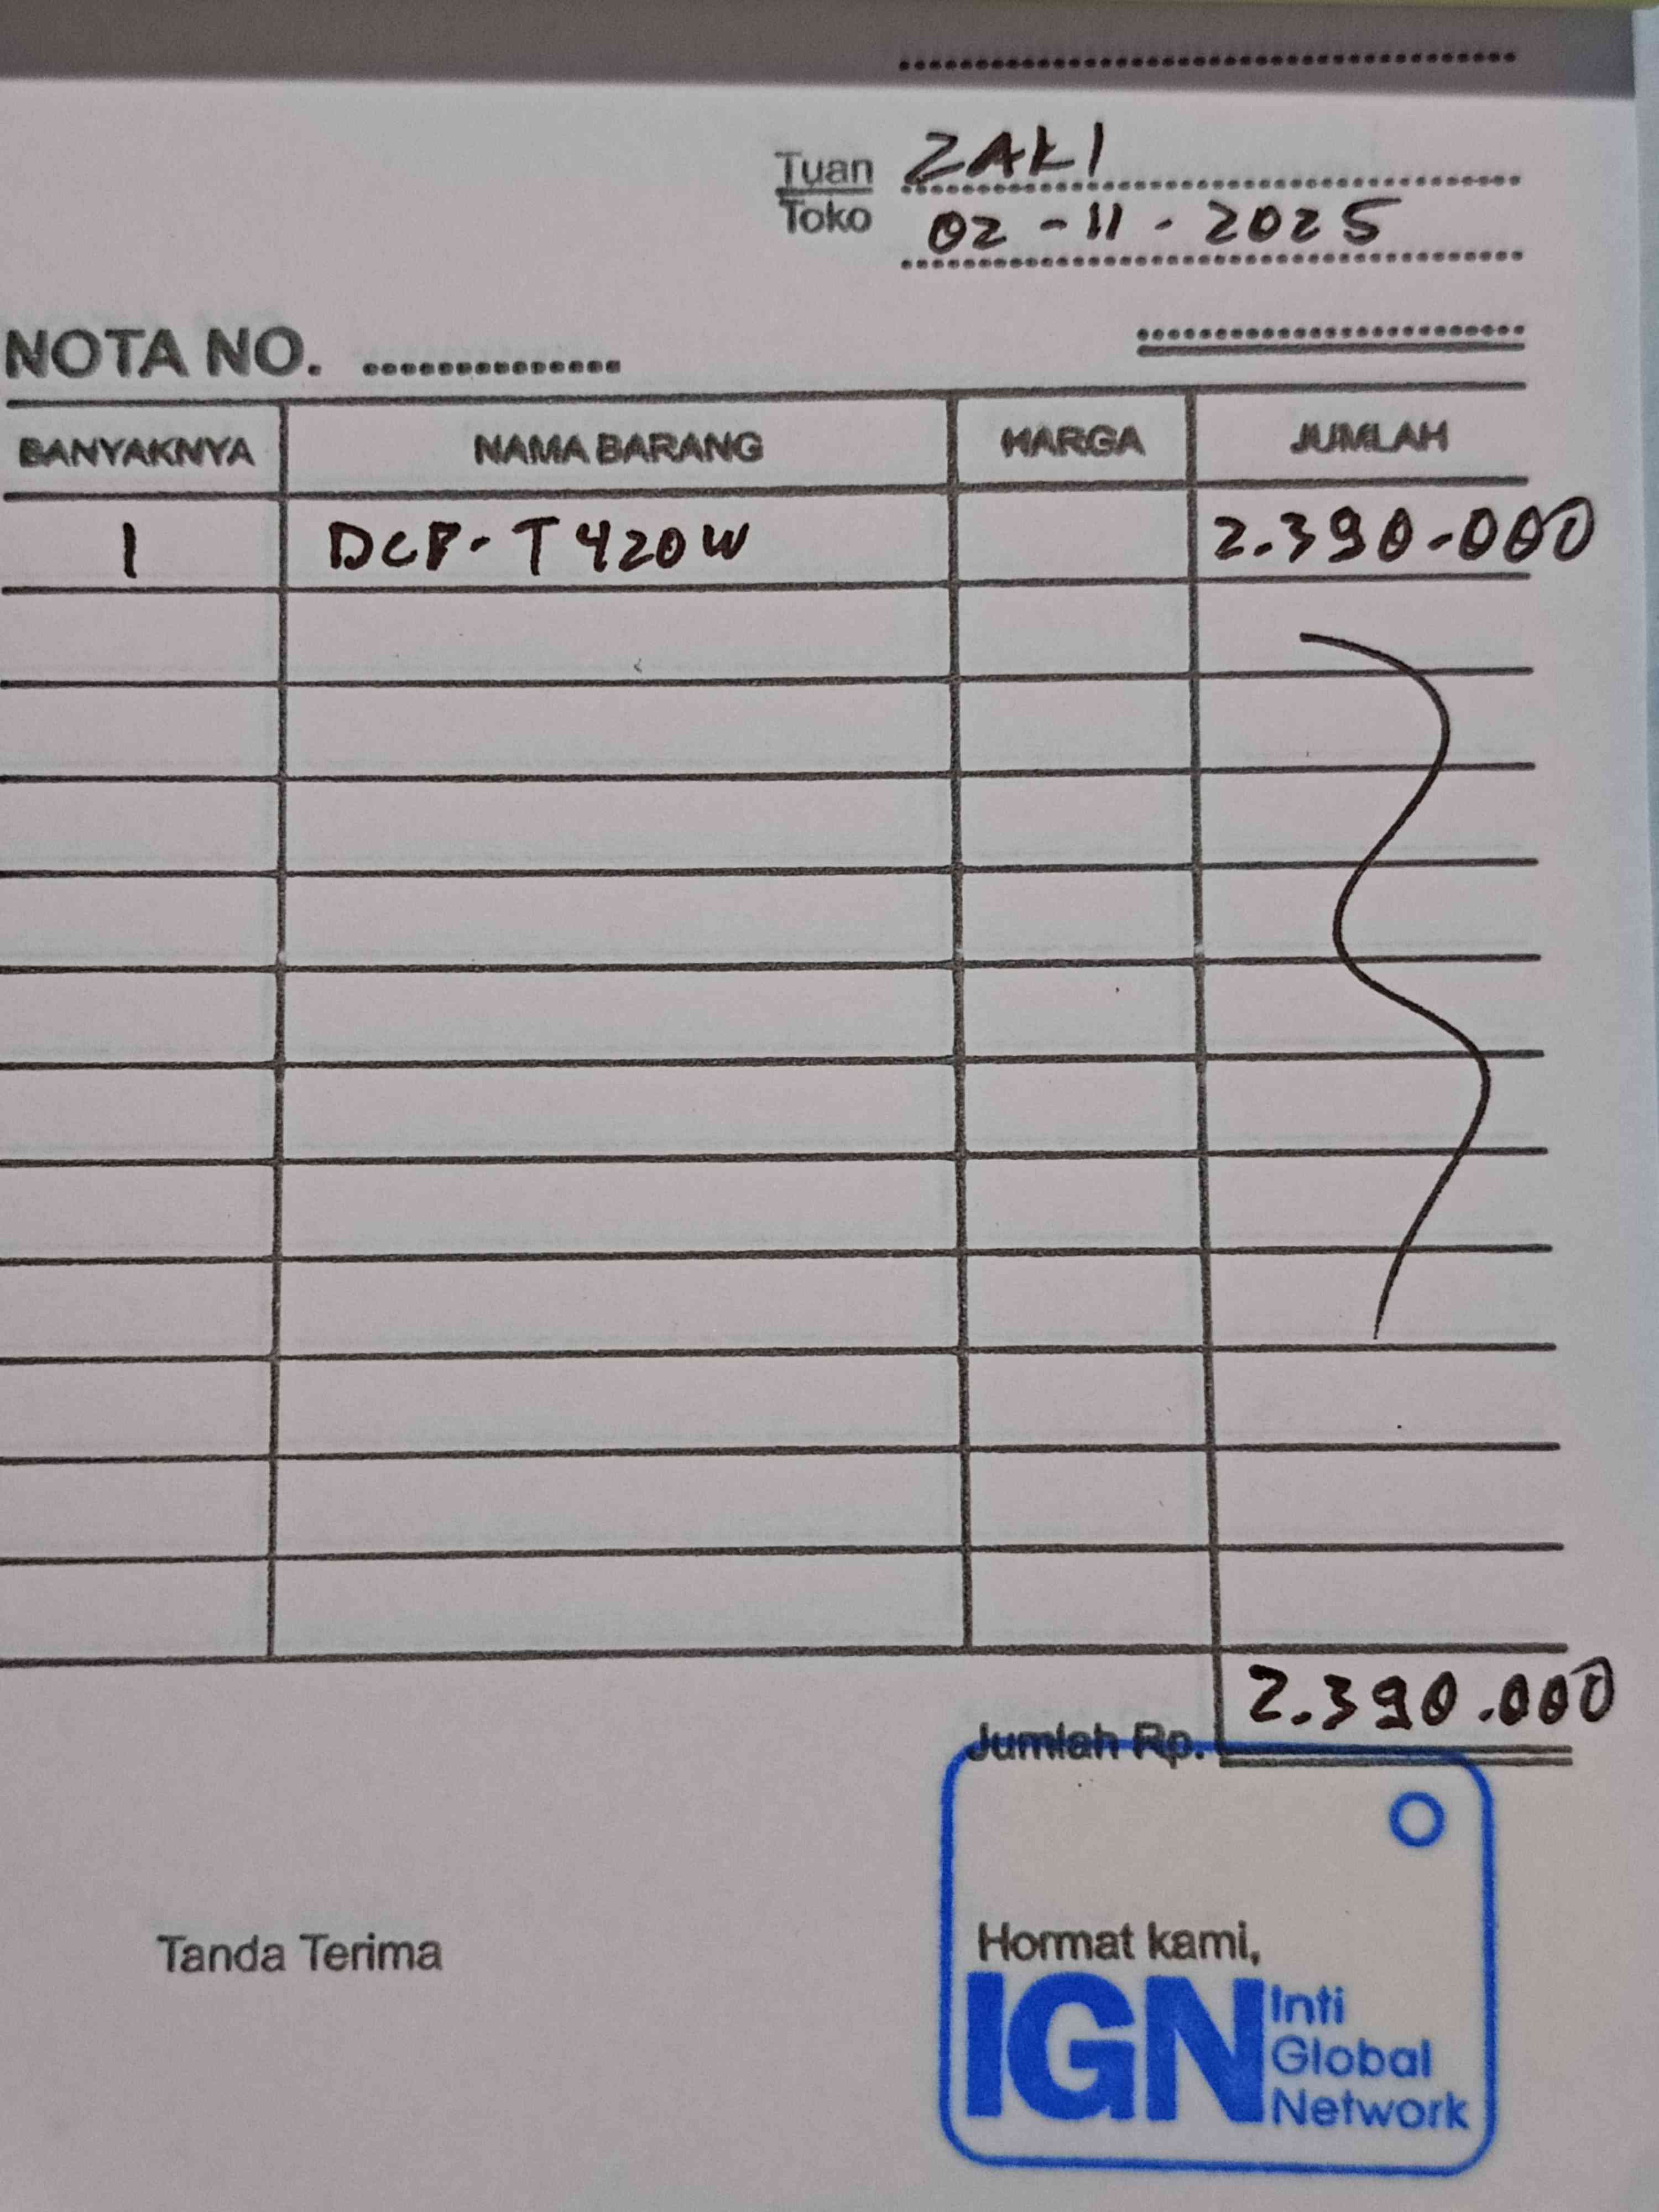 Tuan ZAKI
Toko 02-11-2025
NOTA NO. ...............
BANYAKNYA NAMA BARANG HARGA JUMLAH
1 DCP-T420W 2.390.000
Jumlah Rp. 2.390.000
Tanda Terima Hormat kami,
IGN Inti
Global
Network